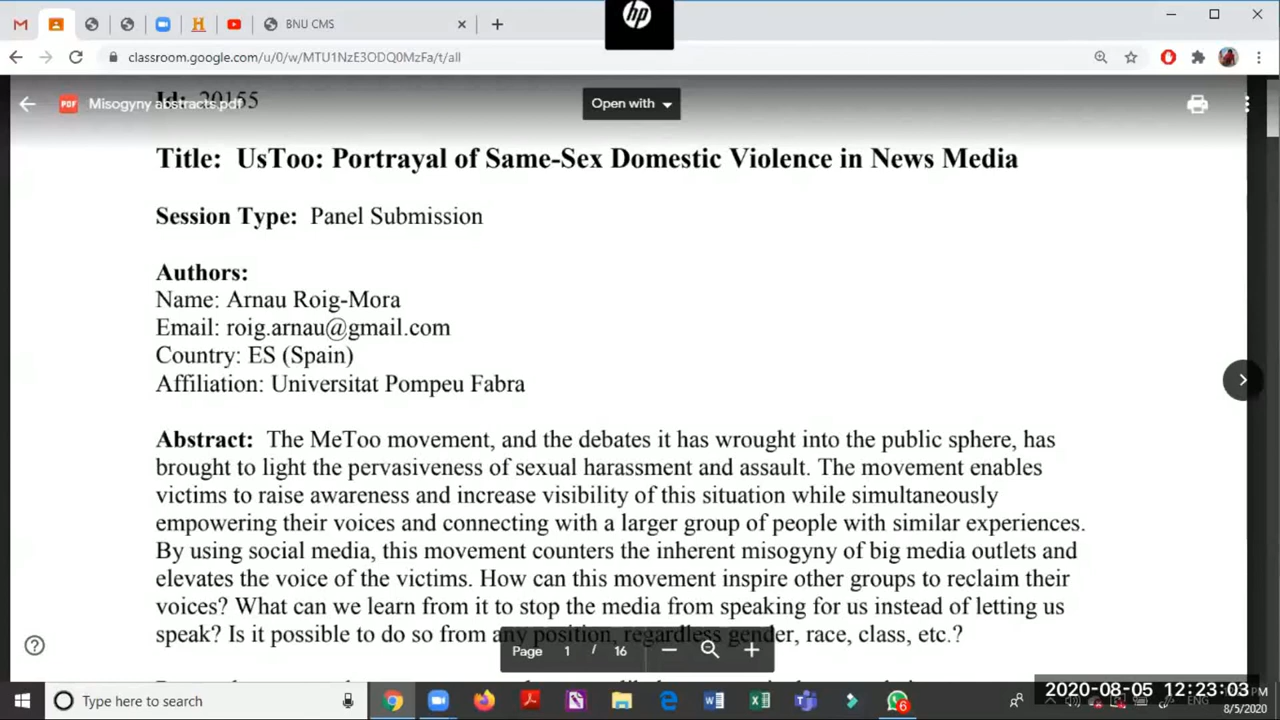 BNU CMS
hp
classroom.google.com/u/0/w/MTU1NzE3ODQ0MzFa/t/all
Id: 20155
PDF Misogyny abstracts.pdf
Open with
Title: UsToo: Portrayal of Same-Sex Domestic Violence in News Media
Session Type: Panel Submission
Authors:
Name: Arnau Roig-Mora
Email: roig.arnau@gmail.com
Country: ES (Spain)
Affiliation: Universitat Pompeu Fabra
Abstract: The MeToo movement, and the debates it has wrought into the public sphere, has
brought to light the pervasiveness of sexual harassment and assault. The movement enables
victims to raise awareness and increase visibility of this situation while simultaneously
empowering their voices and connecting with a larger group of people with similar experiences.
By using social media, this movement counters the inherent misogyny of big media outlets and
elevates the voice of the victims. How can this movement inspire other groups to reclaim their
voices? What can we learn from it to stop the media from speaking for us instead of letting us
speak? Is it possible to do so from any position, regardless gender, race, class, etc.?
Page 1 / 16
Type here to search
6
2020-08-05 12:23:03 PM
ENG
8/5/2020